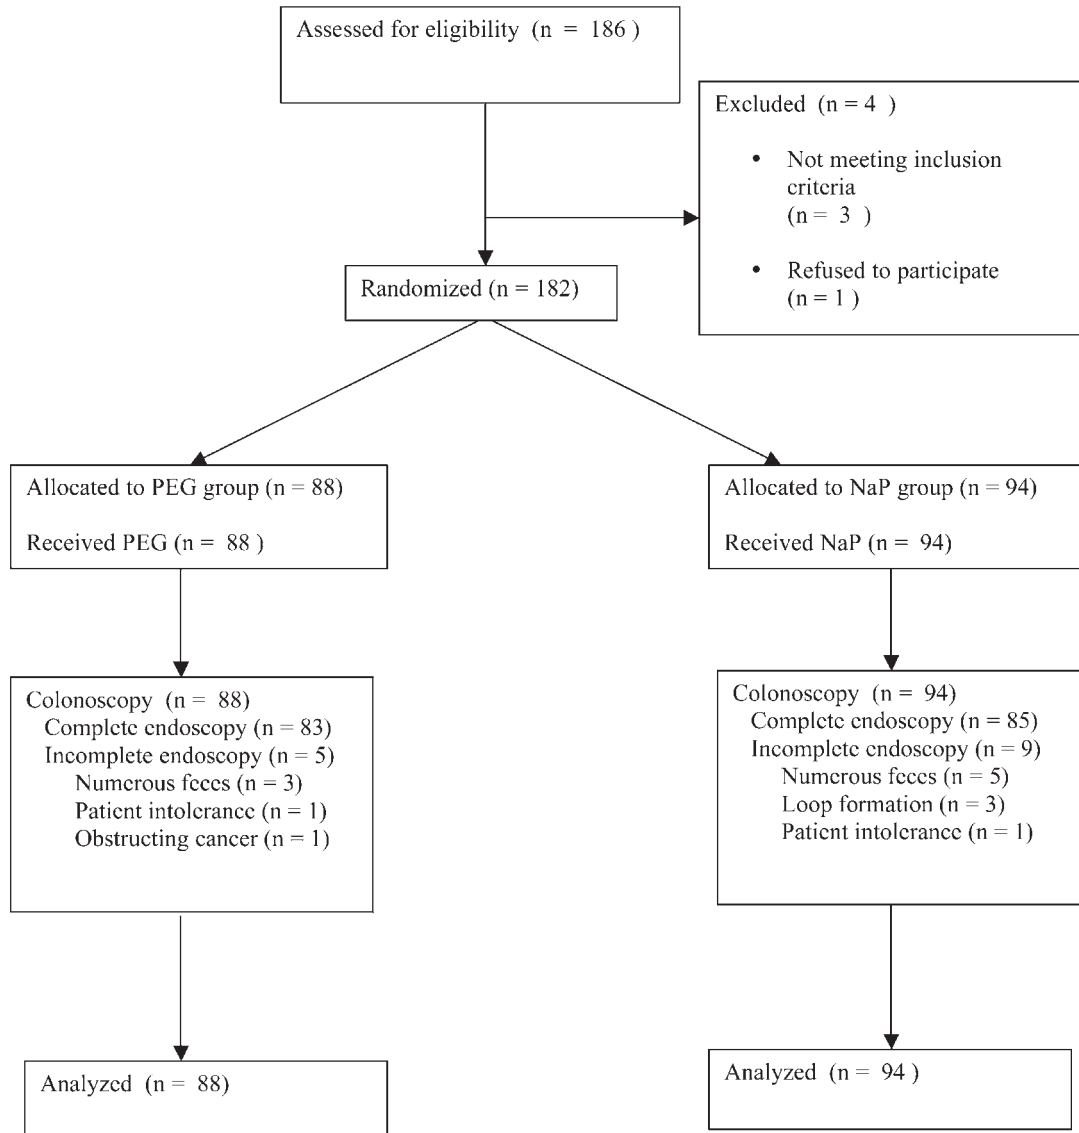 Assessed for eligibility (n = 186 )
Excluded (n = 4 )
• Not meeting inclusion
criteria
(n = 3 )
• Refused to participate
(n = 1 )
Randomized (n = 182)
Allocated to PEG group (n = 88)
Received PEG (n = 88 )
Allocated to NaP group (n = 94)
Received NaP (n = 94)
Colonoscopy (n = 88)
Complete endoscopy (n = 83)
Incomplete endoscopy (n = 5)
Numerous feces (n = 3)
Patient intolerance (n = 1)
Obstructing cancer (n = 1)
Colonoscopy (n = 94)
Complete endoscopy (n = 85)
Incomplete endoscopy (n = 9)
Numerous feces (n = 5)
Loop formation (n = 3)
Patient intolerance (n = 1)
Analyzed (n = 88)
Analyzed (n = 94 )